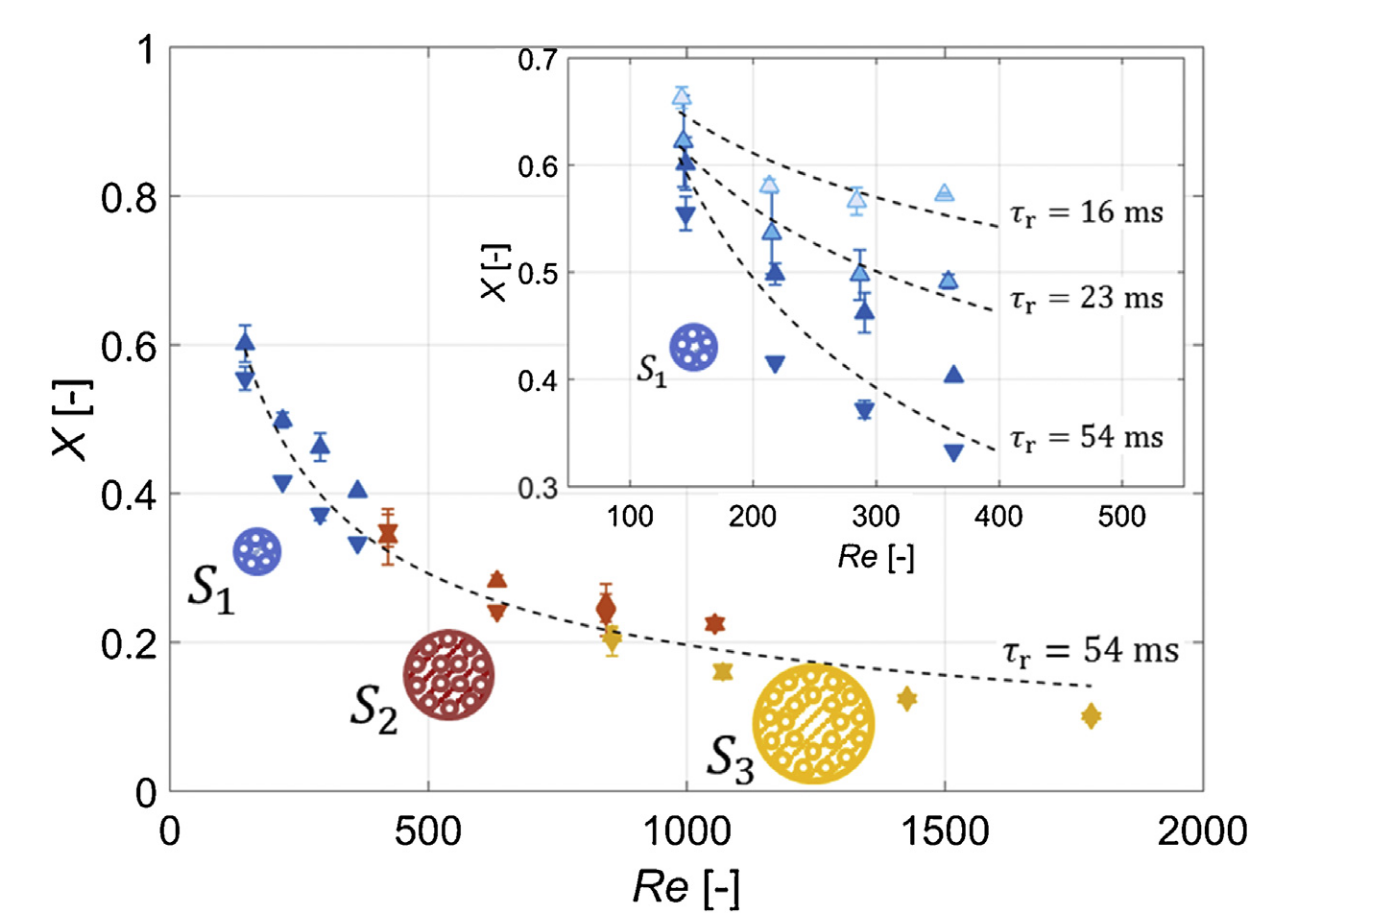 1
0.8
0.6
0.4
0.2
0
X [-]
0
500
1000
1500
2000
Re [-]
S1
S2
S3
τr = 54 ms
0.7
0.6
0.5
0.4
0.3
X [-]
100
200
300
400
500
Re [-]
S1
τr = 16 ms
τr = 23 ms
τr = 54 ms